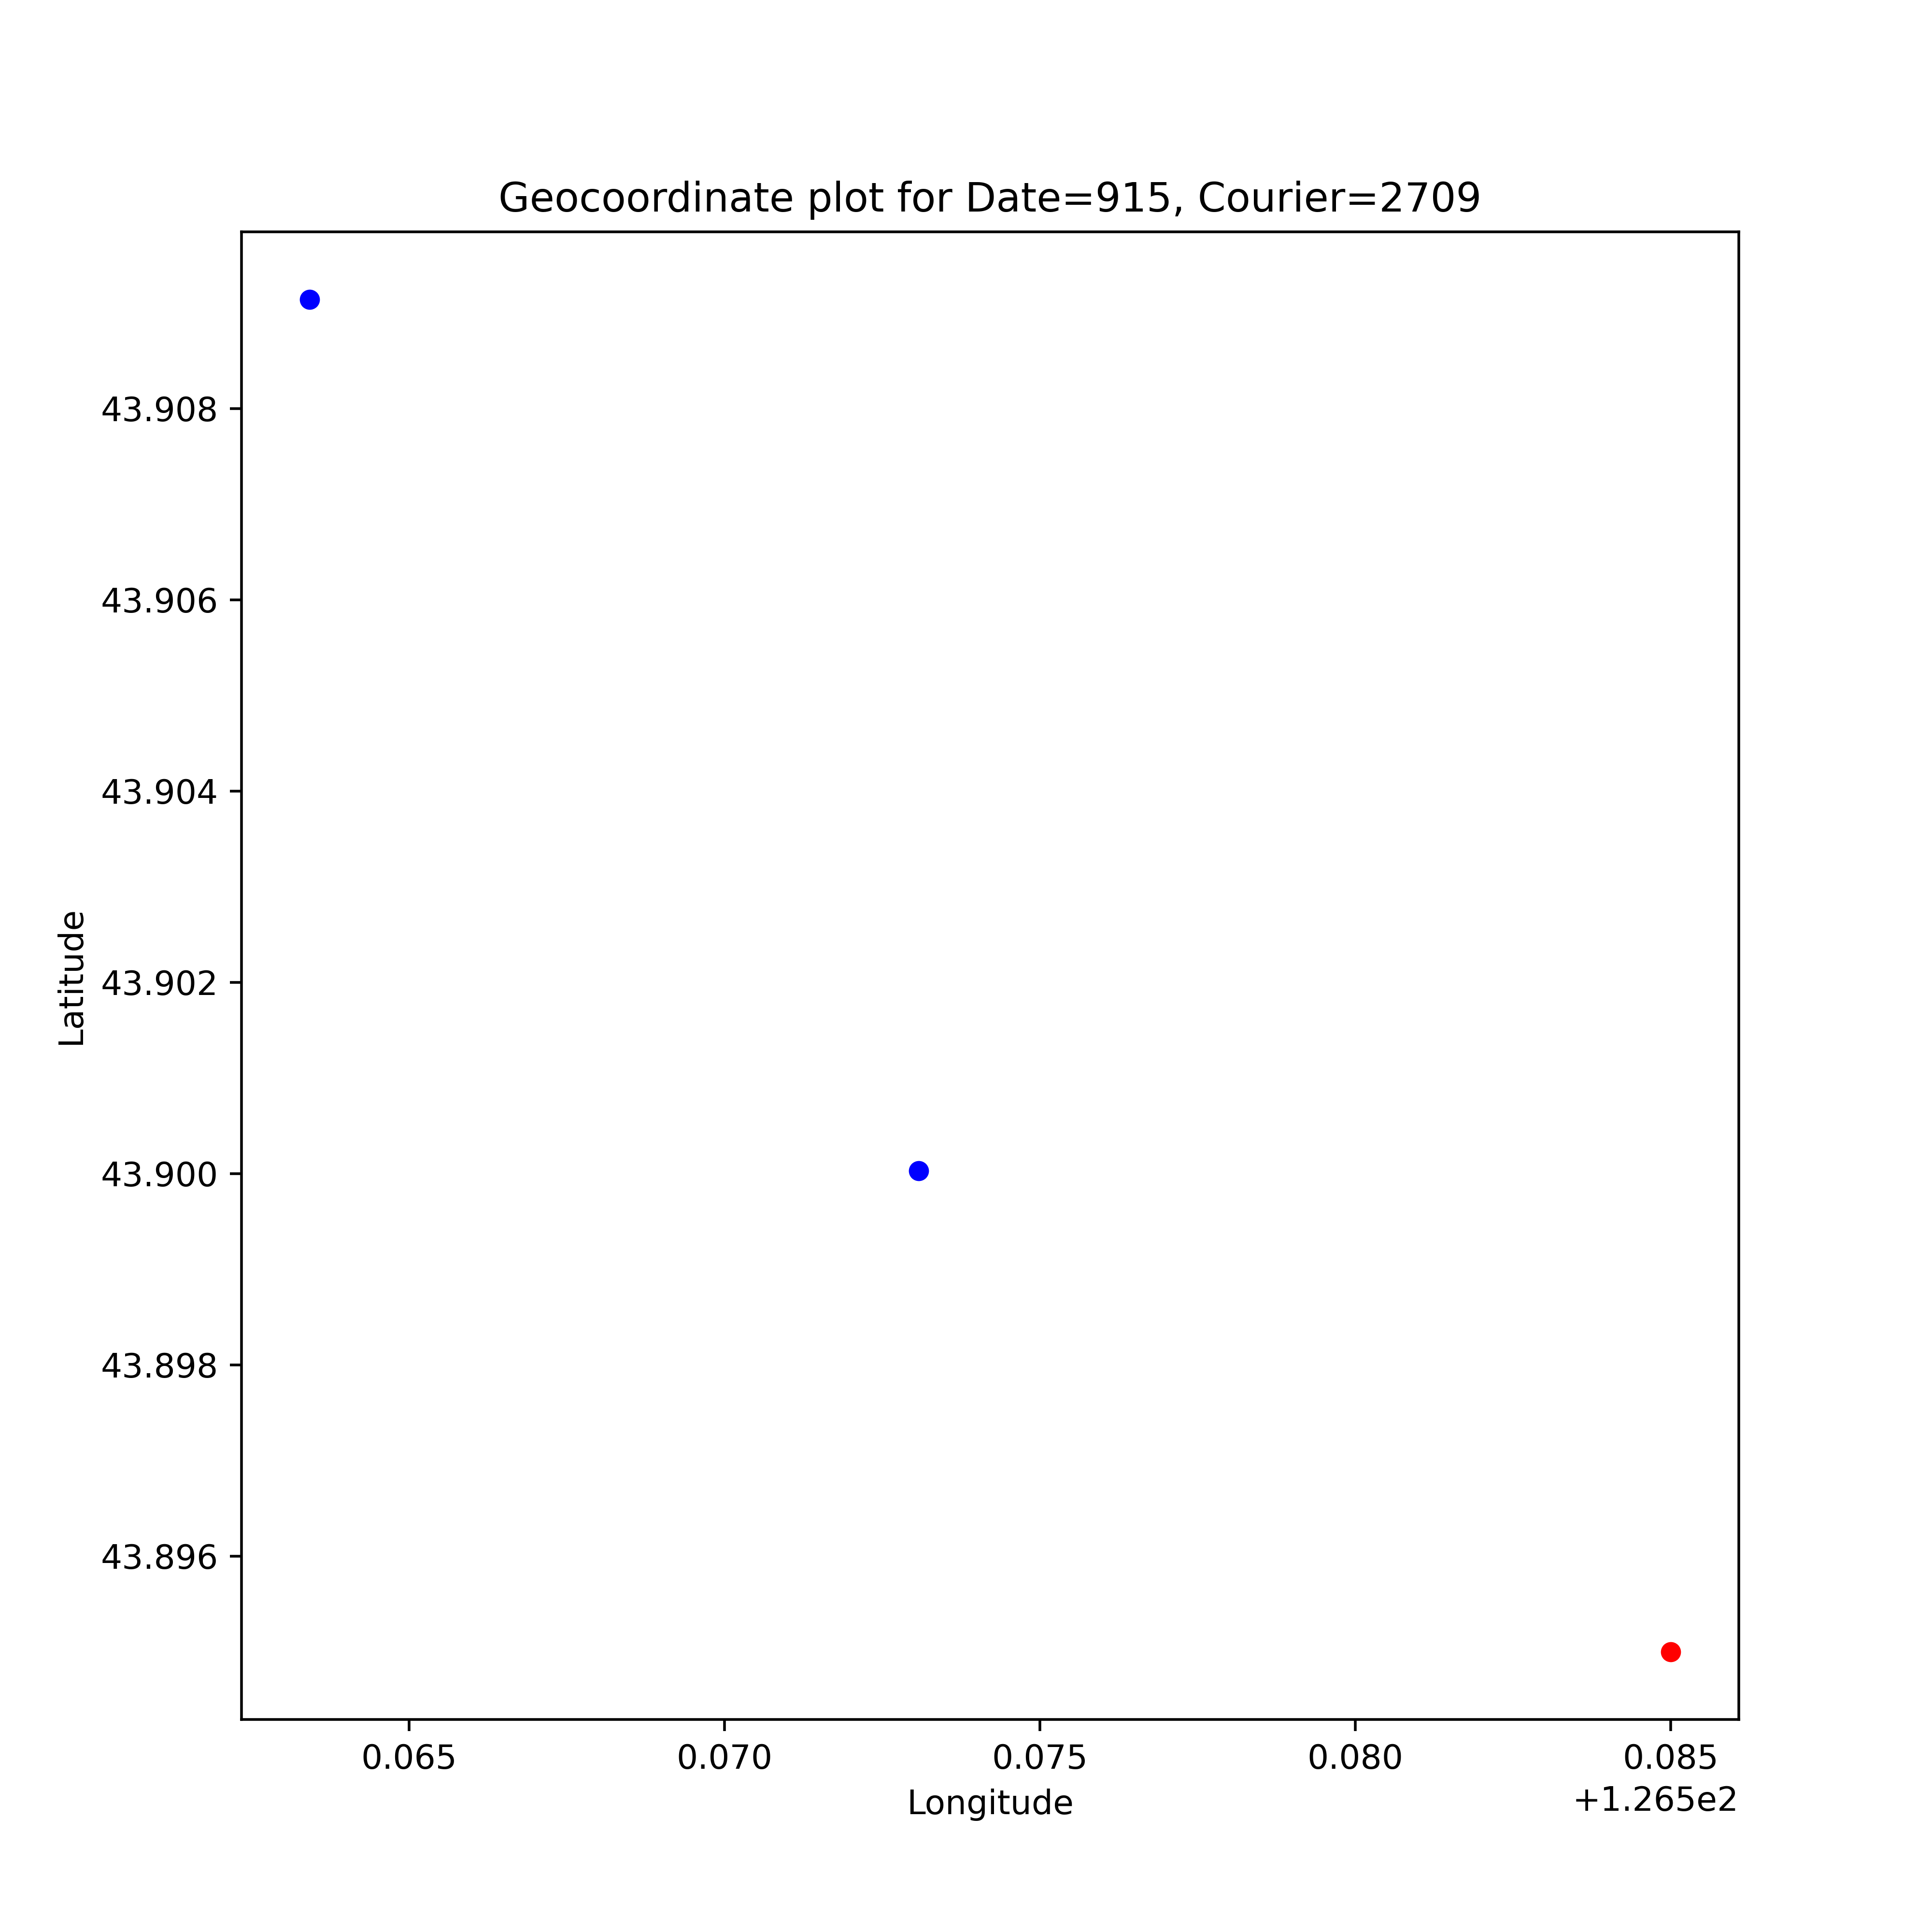 Geocoordinate plot for Date=915, Courier=2709
43.908
43.906
43.904
43.902
43.900
43.898
43.896
Latitude
0.065 0.070 0.075 0.080 0.085
+1.265e2
Longitude